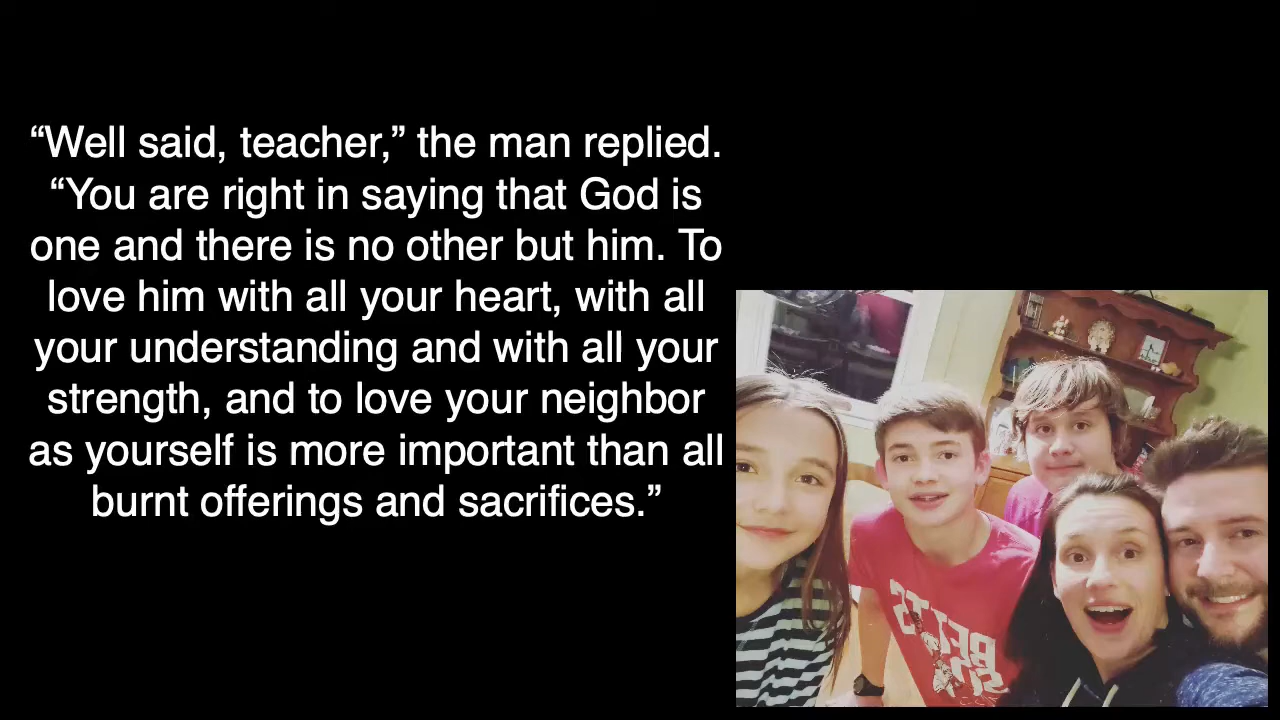 “Well said, teacher,” the man replied.
“You are right in saying that God is
one and there is no other but him. To
love him with all your heart, with all
your understanding and with all your
strength, and to love your neighbor
as yourself is more important than all
burnt offerings and sacrifices.”